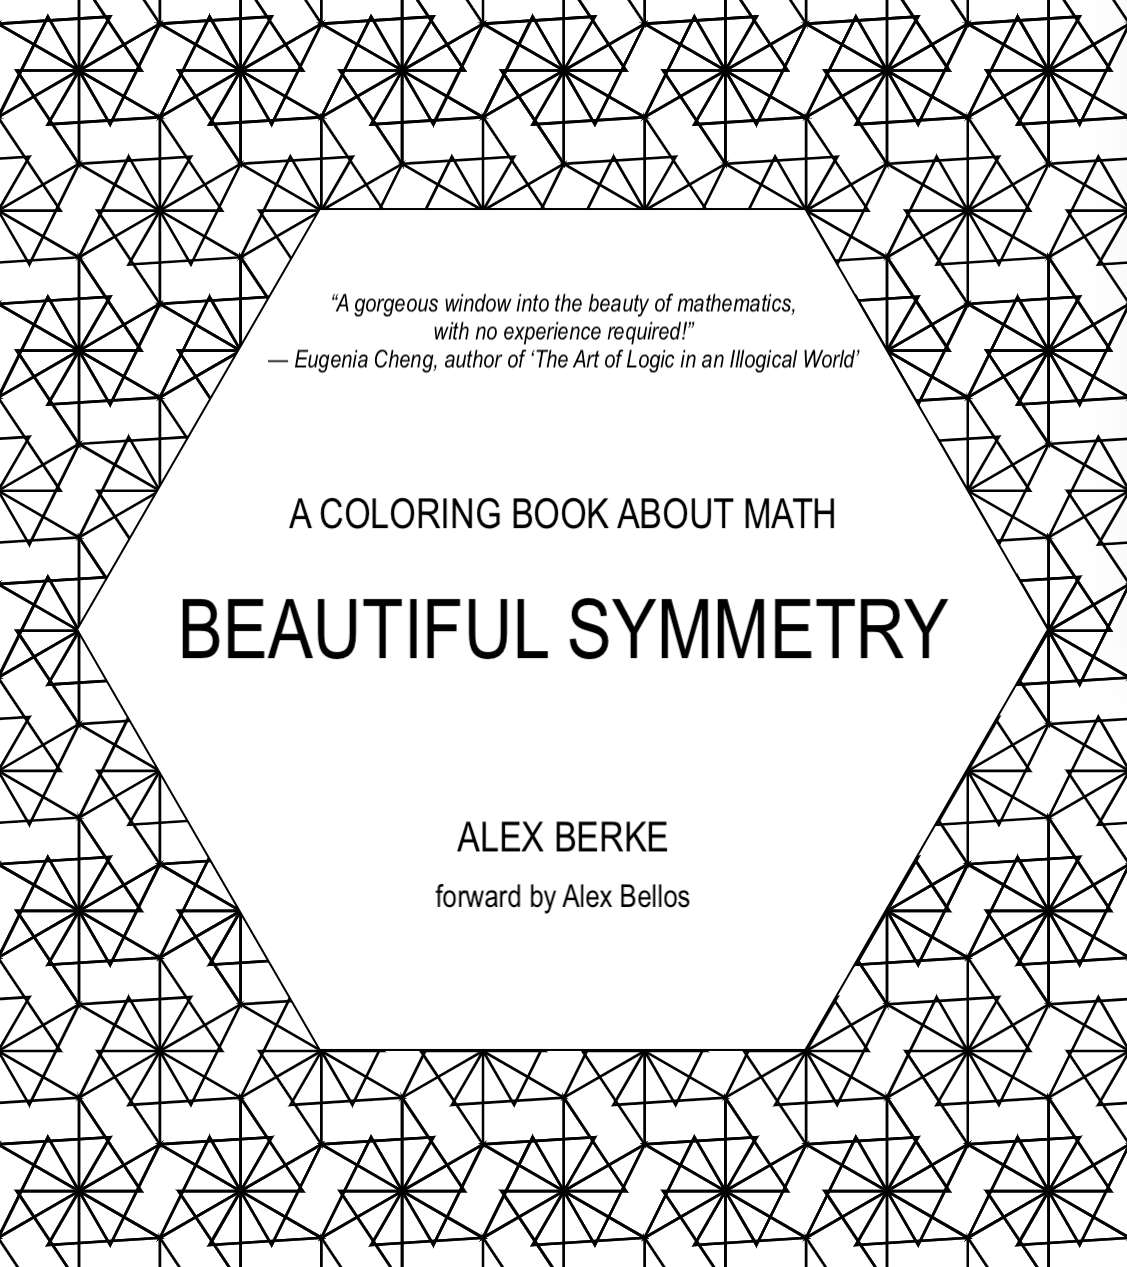 “A gorgeous window into the beauty of mathematics,
with no experience required!”
— Eugenia Cheng, author of ‘The Art of Logic in an Illogical World’
A COLORING BOOK ABOUT MATH
BEAUTIFUL SYMMETRY
ALEX BERKE
forward by Alex Bellos